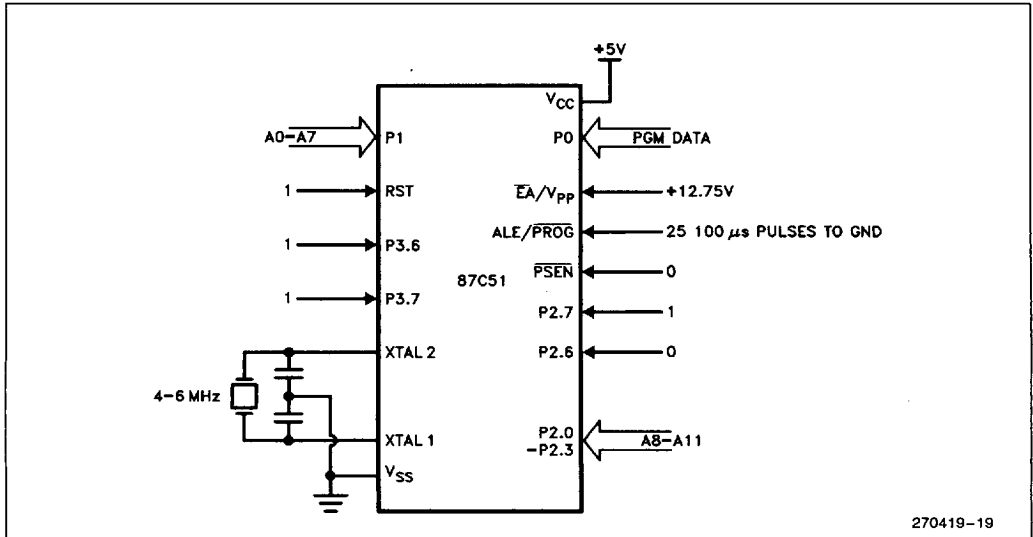 +5V
VCC
A0-A7
P1
P0
PGM DATA
1
RST
EA/VPP
+12.75V
ALE/PROG
25 100 μs PULSES TO GND
1
P3.6
PSEN
0
87C51
1
P3.7
P2.7
1
XTAL 2
P2.6
0
4-6 MHz
XTAL 1
P2.0
-P2.3
A8-A11
VSS
270419-19